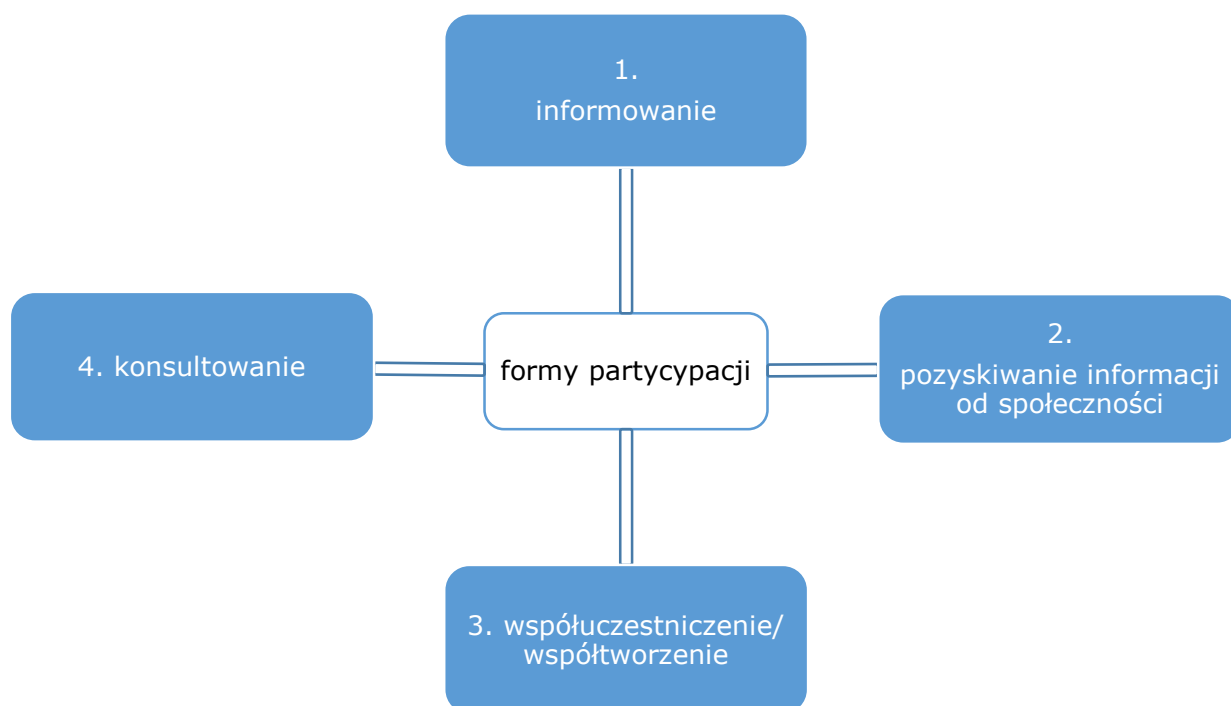 1.
informowanie
4. konsultowanie
formy partycypacji
2.
pozyskiwanie informacji
od społeczności
3. współuczestniczenie/
współtworzenie